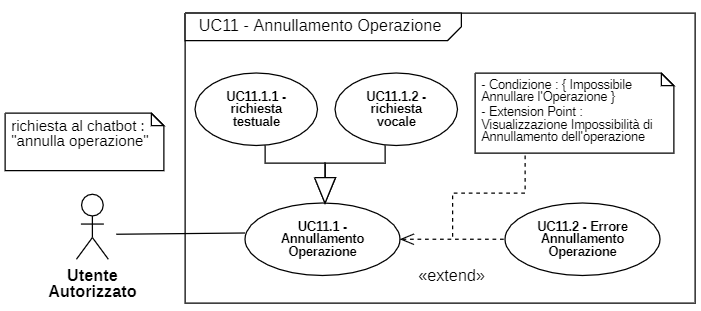 UC11 - Annullamento Operazione
UC11.1.1 -
richiesta
testuale
UC11.1.2 -
richiesta
vocale
- Condizione : { Impossibile
Annullare l'Operazione }
- Extension Point :
Visualizzazione Impossibilità di
Annullamento dell'operazione
richiesta al chatbot :
"annulla operazione"
UC11.1 -
Annullamento
Operazione
UC11.2 - Errore
Annullamento
Operazione
«extend»
Utente
Autorizzato